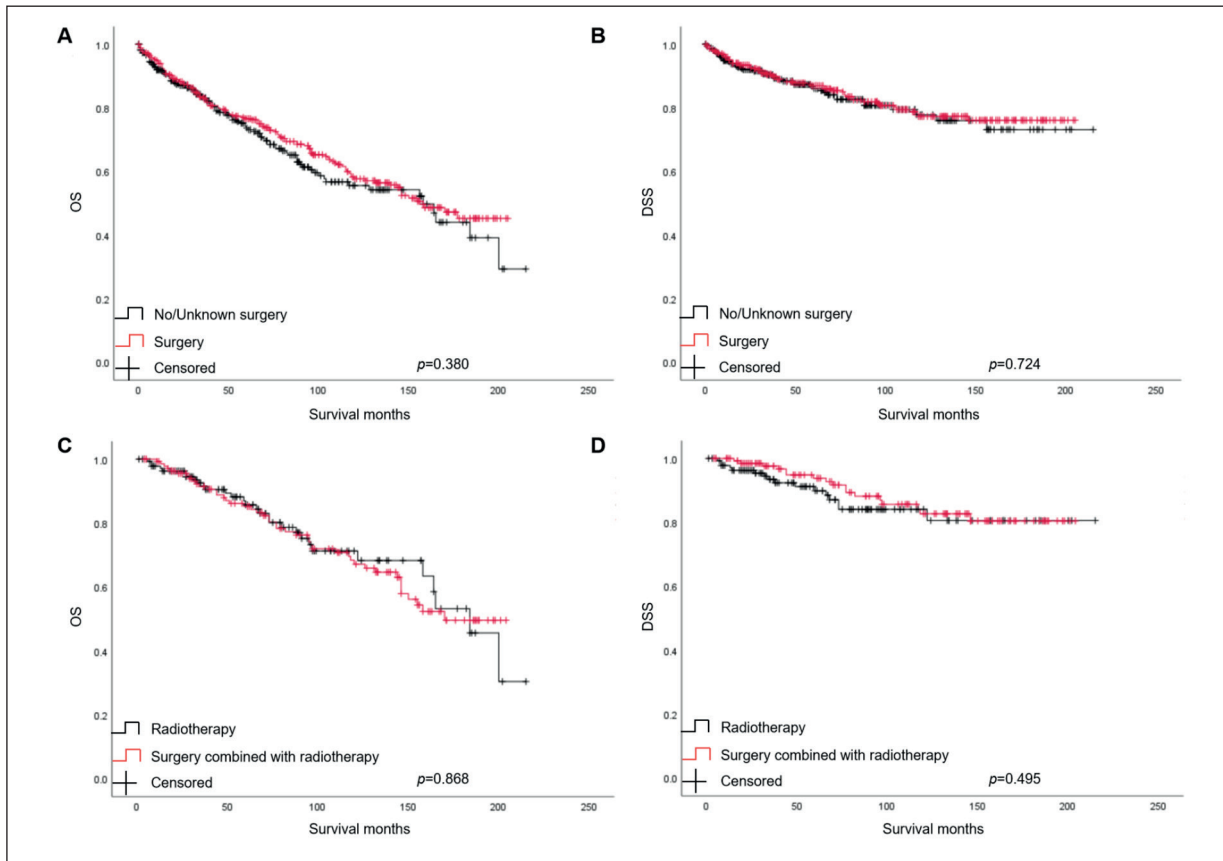 A
1.0
0.8
0.6
0.4
0.2
0.0
OS
No/Unknown surgery
Surgery
Censored
p=0.380
0 50 100 150 200 250
Survival months
B
1.0
0.8
0.6
0.4
0.2
0.0
DSS
No/Unknown surgery
Surgery
Censored
p=0.724
0 50 100 150 200 250
Survival months
C
1.0
0.8
0.6
0.4
0.2
0.0
OS
Radiotherapy
Surgery combined with radiotherapy
Censored
p=0.868
0 50 100 150 200 250
Survival months
D
1.0
0.8
0.6
0.4
0.2
0.0
DSS
Radiotherapy
Surgery combined with radiotherapy
Censored
p=0.495
0 50 100 150 200 250
Survival months